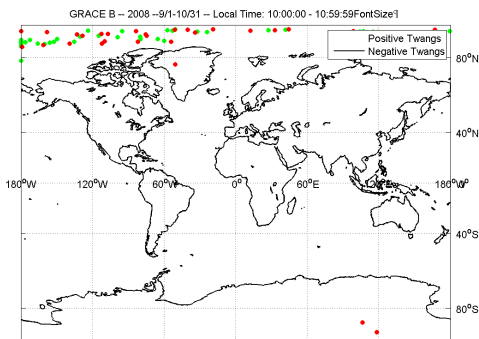 GRACE B -- 2008 --9/1-10/31 -- Local Time: 10:00:00 - 10:59:59FontSize
Positive Twangs
Negative Twangs
80°N
40°N
180°W 120°W 60°W 0° 60°E 120°E 180°W
40°S
80°S